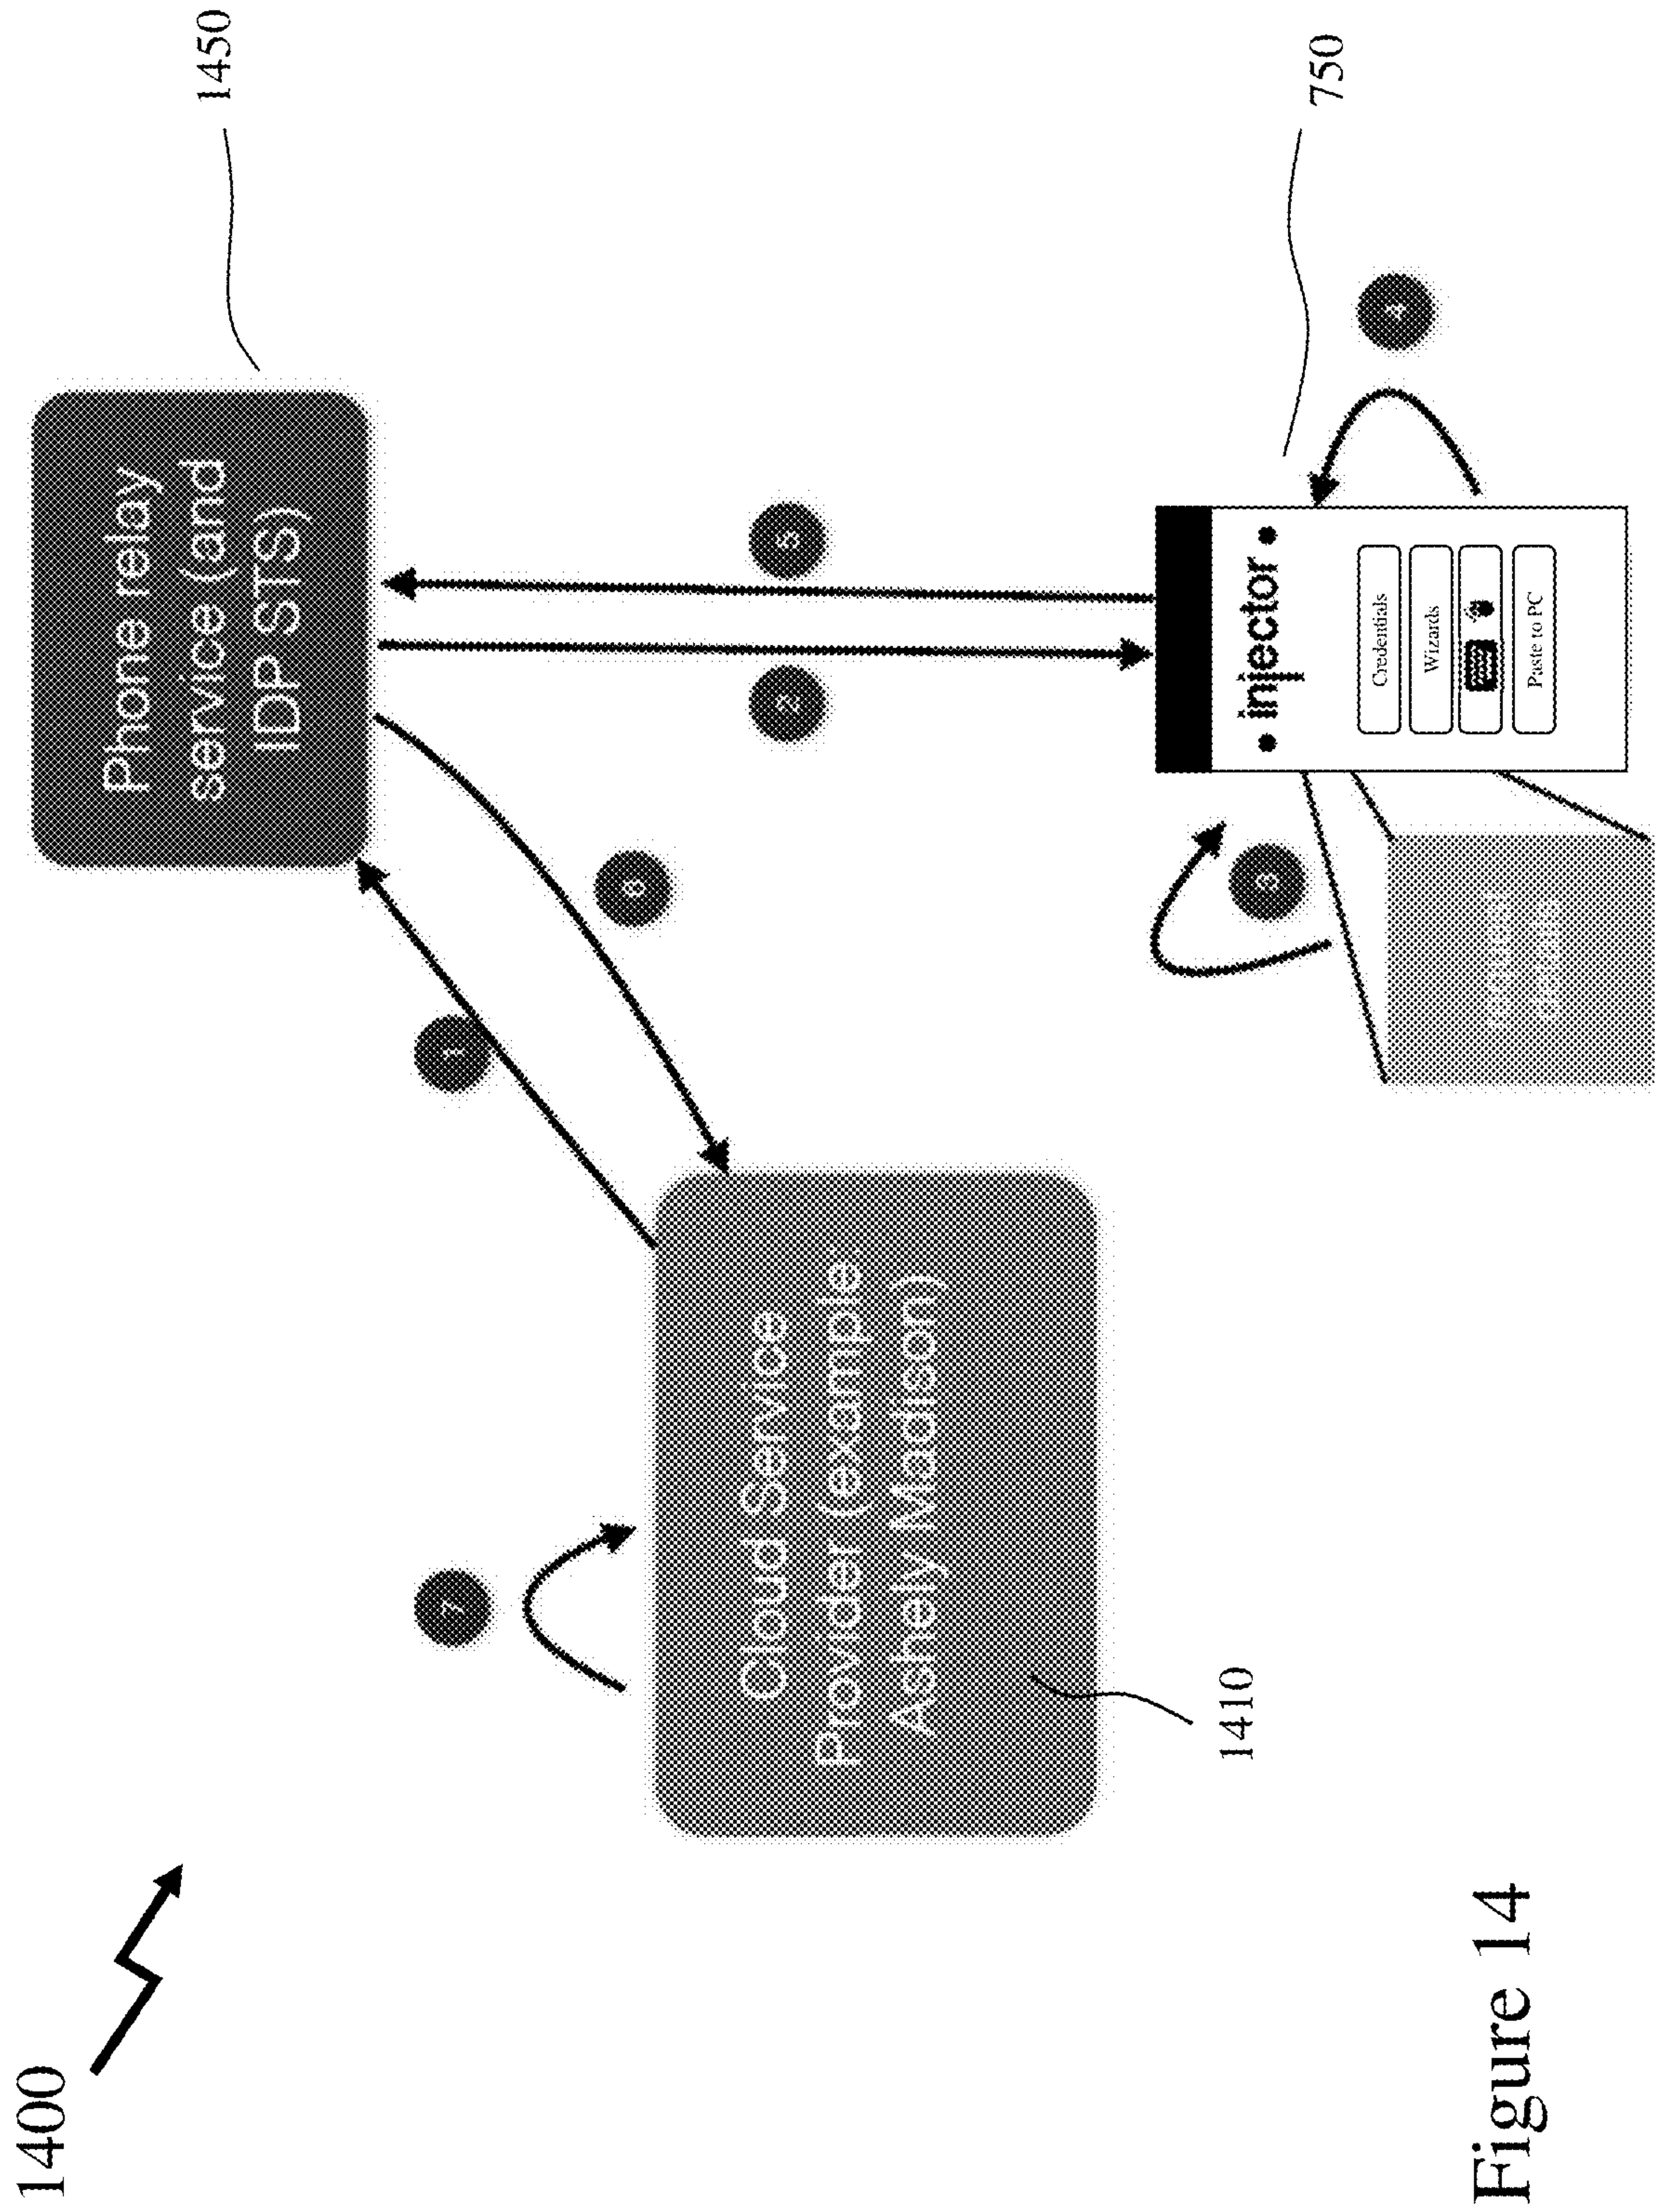 1400
1450
Phone relay
service (and
IDP STS)
1
6
2
5
7
Cloud Service
Provider (example
Ashely Madison)
1410
3
4
750
• injector •
Credentials
Wizards
Paste to PC
Figure 14